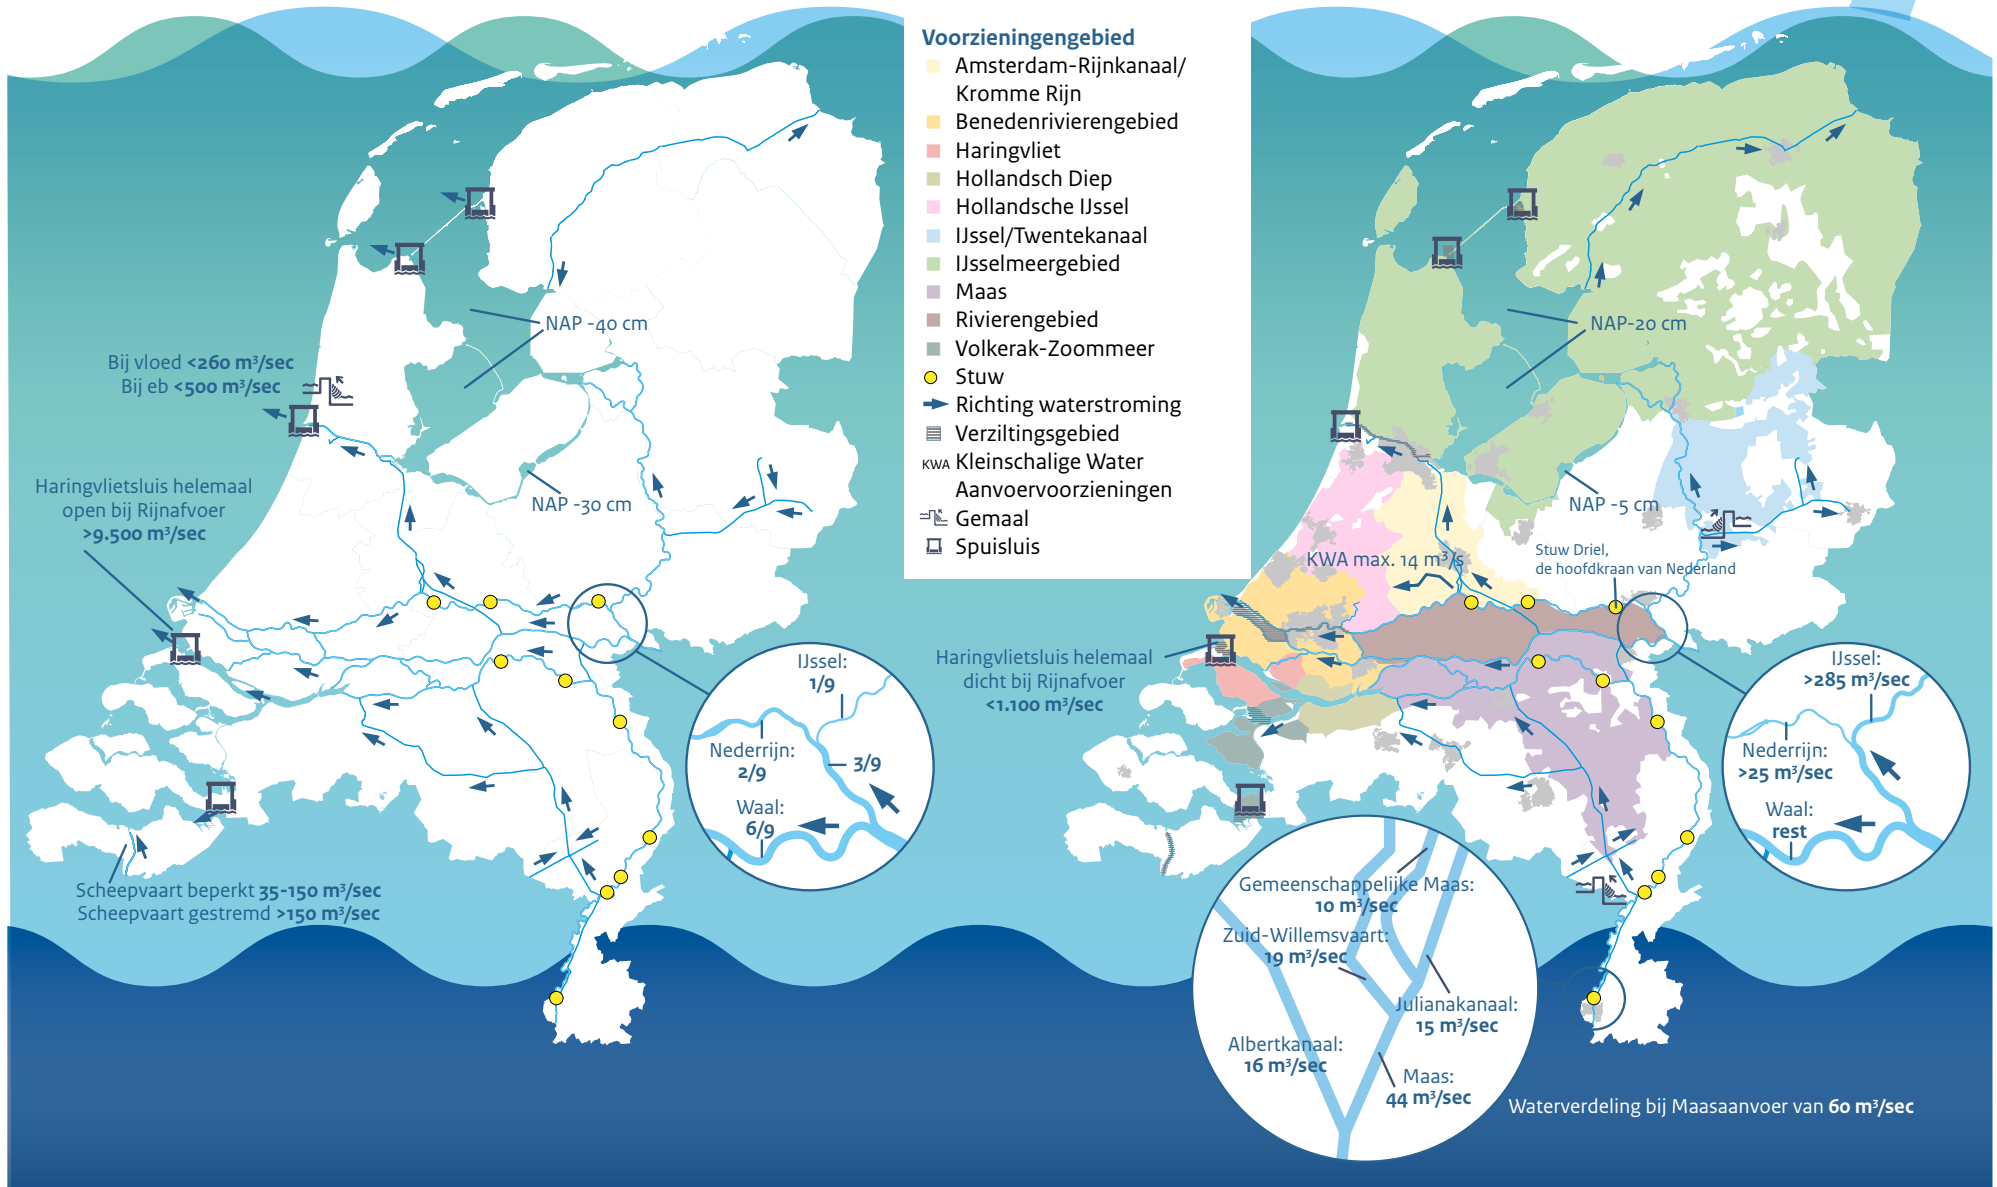 Bij vloed <260 m³/sec
Bij eb <500 m³/sec
Haringvlietsluis helemaal
open bij Rijnafvoer
>9.500 m³/sec
NAP -40 cm
NAP -30 cm
Scheepvaart beperkt 35-150 m³/sec
Scheepvaart gestremd >150 m³/sec
IJssel:
1/9
Nederrijn:
2/9
3/9
Waal:
6/9
Voorzieningengebied
Amsterdam-Rijnkanaal/
Kromme Rijn
Benedenrivierengebied
Haringvliet
Hollandsch Diep
Hollandsche IJssel
IJssel/Twentekanaal
IJsselmeergebied
Maas
Rivierengebied
Volkerak-Zoommeer
Stuw
Richting waterstroming
Verziltingsgebied
KWA Kleinschalige Water
Aanvoervoorzieningen
Gemaal
Spuisluis
NAP-20 cm
NAP -5 cm
KWA max. 14 m³/s
Stuw Driel,
de hoofdkraan van Nederland
Haringvlietsluis helemaal
dicht bij Rijnafvoer
<1.100 m³/sec
IJssel:
>285 m³/sec
Nederrijn:
>25 m³/sec
Waal:
rest
Gemeenschappelijke Maas:
10 m³/sec
Zuid-Willemsvaart:
19 m³/sec
Julianakanaal:
15 m³/sec
Albertkanaal:
16 m³/sec
Maas:
44 m³/sec
Waterverdeling bij Maasaanvoer van 60 m³/sec